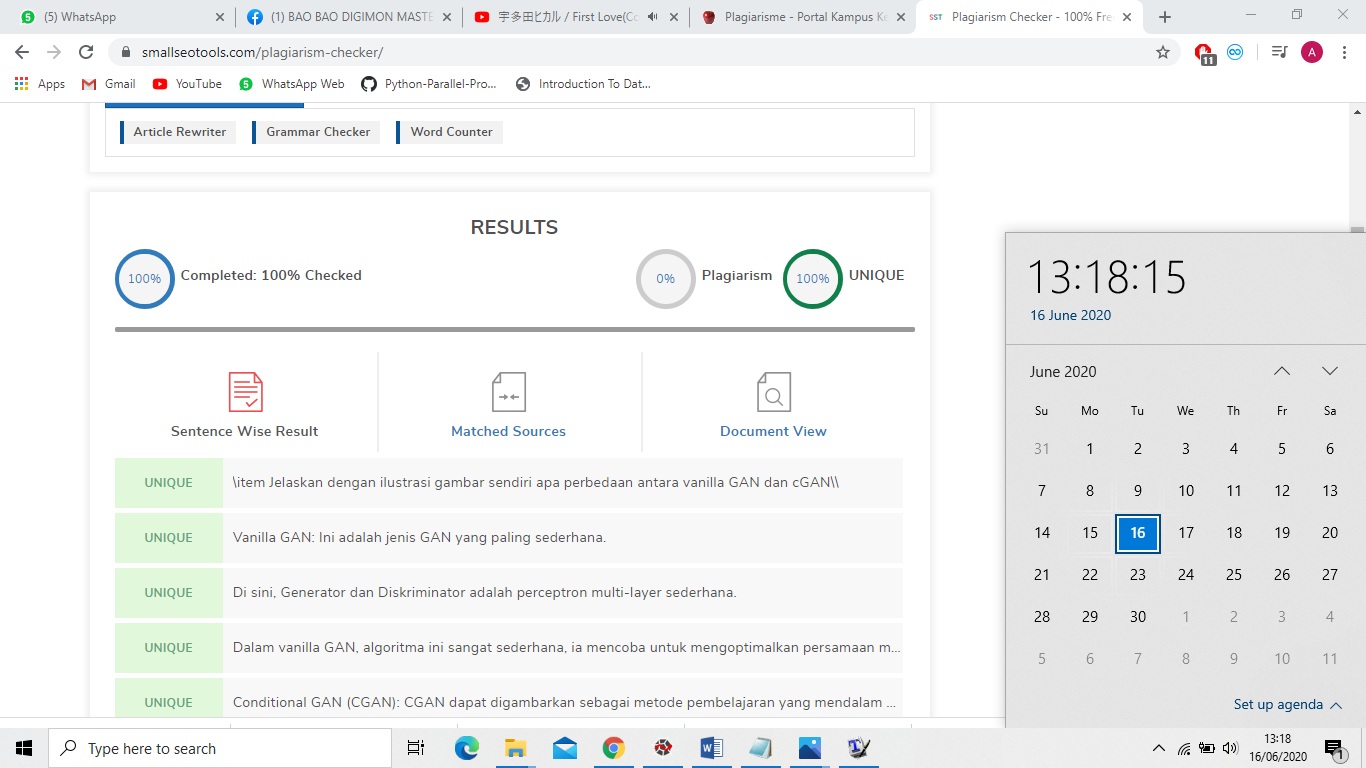 (5) WhatsApp
(1) BAO BAO DIGIMON MASTE
宇多田ヒカル / First Love(Co
Plagiarisme - Portal Kampus Ke
SST
Plagiarism Checker - 100% Fre
smallseotools.com/plagiarism-checker/
11
A
Apps
Gmail
YouTube
5
WhatsApp Web
Python-Parallel-Pro...
Introduction To Dat...
Article Rewriter
Grammar Checker
Word Counter
RESULTS
100%
Completed: 100% Checked
0%
Plagiarism
100%
UNIQUE
Sentence Wise Result
Matched Sources
Document View
UNIQUE
\item Jelaskan dengan ilustrasi gambar sendiri apa perbedaan antara vanilla GAN dan cGAN\\
UNIQUE
Vanilla GAN: Ini adalah jenis GAN yang paling sederhana.
UNIQUE
Di sini, Generator dan Diskriminator adalah perceptron multi-layer sederhana.
UNIQUE
Dalam vanilla GAN, algoritma ini sangat sederhana, ia mencoba untuk mengoptimalkan persamaan m...
UNIQUE
Conditional GAN (CGAN): CGAN dapat digambarkan sebagai metode pembelajaran yang mendalam ...
13:18:15
16 June 2020
June 2020
Su Mo Tu We Th Fr Sa
31 1 2 3 4 5 6
7 8 9 10 11 12 13
14 15 16 17 18 19 20
21 22 23 24 25 26 27
28 29 30 1 2 3 4
5 6 7 8 9 10 11
Set up agenda
Type here to search
13:18
16/06/2020
1